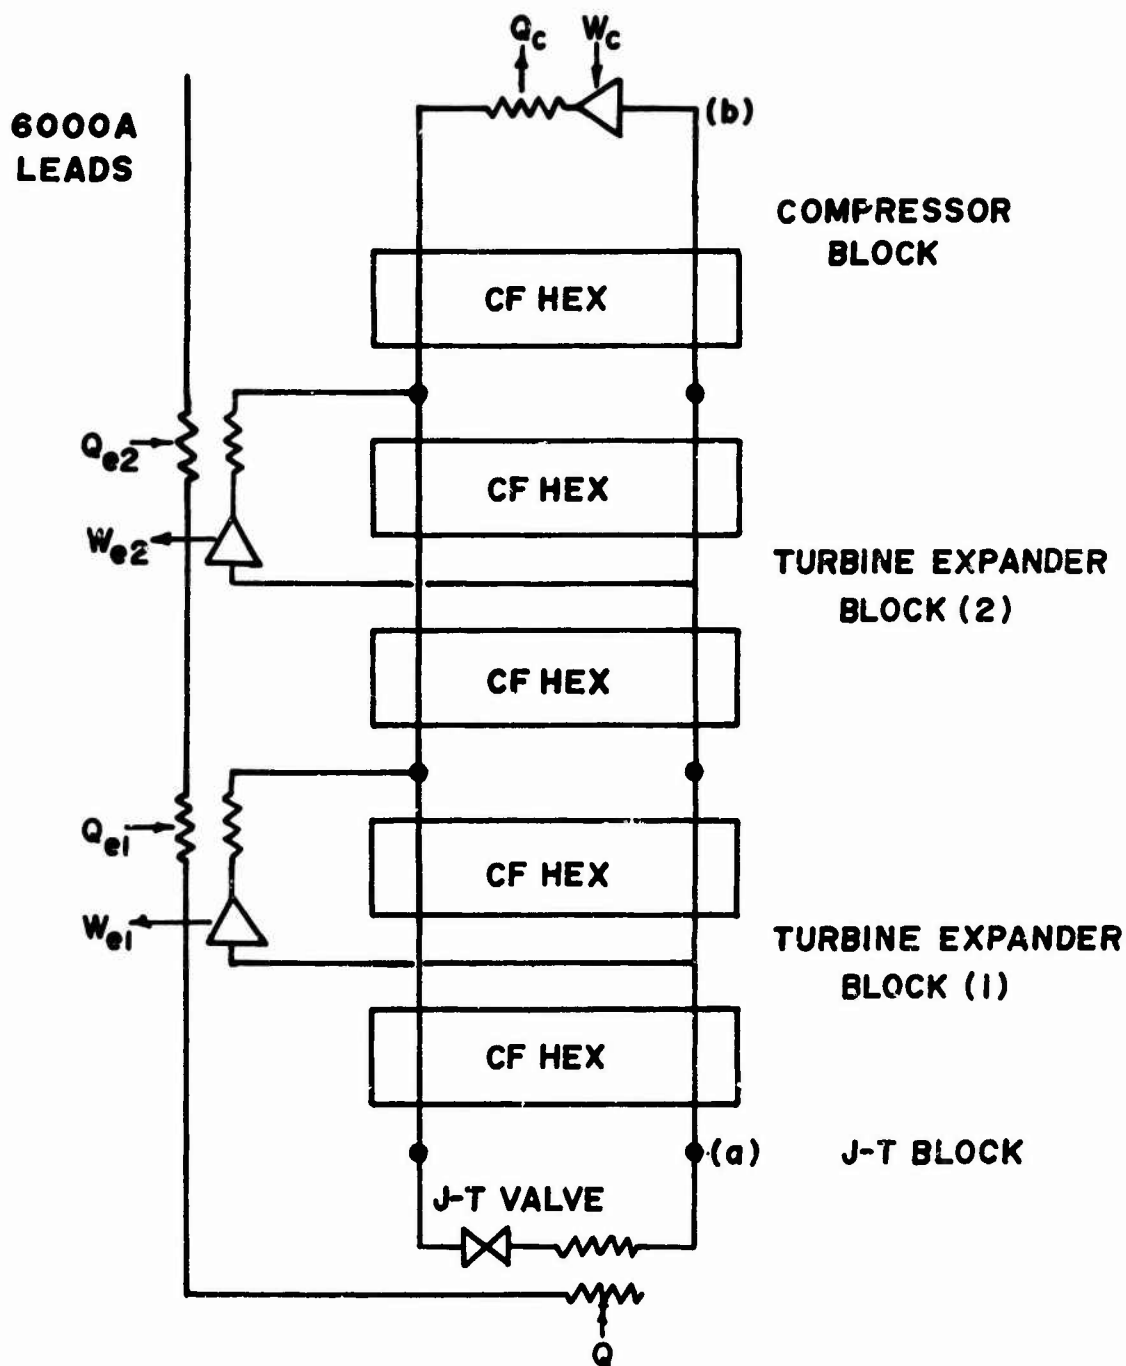 Qc Wc
6000A
LEADS
(b)
COMPRESSOR
BLOCK
CF HEX
Qe2
CF HEX
We2
TURBINE EXPANDER
BLOCK (2)
CF HEX
Qe1
CF HEX
We1
TURBINE EXPANDER
BLOCK (1)
CF HEX
(a) J-T BLOCK
J-T VALVE
Q